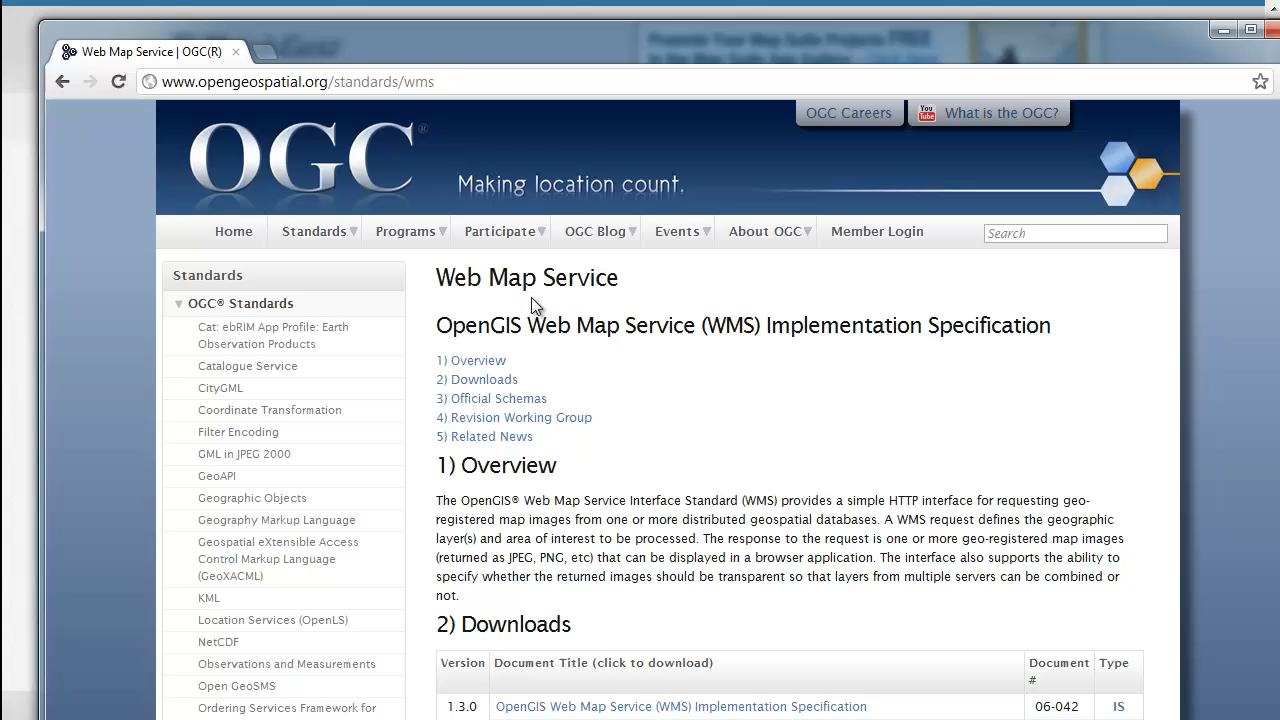 Promote Your Map Suite Projects FREE
Web Map Service | OGC(R)
www.opengeospatial.org/standards/wms
OGC Careers
You Tube What is the OGC?
OGC®
Making location count.
Home Standards Programs Participate OGC Blog Events About OGC Member Login Search
Standards
OGC® Standards
Cat: ebRIM App Profile: Earth
Observation Products
Catalogue Service
CityGML
Coordinate Transformation
Filter Encoding
GML in JPEG 2000
GeoAPI
Geographic Objects
Geography Markup Language
Geospatial eXtensible Access
Control Markup Language
(GeoXACML)
KML
Location Services (OpenLS)
NetCDF
Observations and Measurements
Open GeoSMS
Ordering Services Framework for
Web Map Service
OpenGIS Web Map Service (WMS) Implementation Specification
1) Overview
2) Downloads
3) Official Schemas
4) Revision Working Group
5) Related News
1) Overview
The OpenGIS® Web Map Service Interface Standard (WMS) provides a simple HTTP interface for requesting geo-
registered map images from one or more distributed geospatial databases. A WMS request defines the geographic
layer(s) and area of interest to be processed. The response to the request is one or more geo-registered map images
(returned as JPEG, PNG, etc) that can be displayed in a browser application. The interface also supports the ability to
specify whether the returned images should be transparent so that layers from multiple servers can be combined or
not.
2) Downloads
Version Document Title (click to download) Document # Type
1.3.0 OpenGIS Web Map Service (WMS) Implementation Specification 06-042 IS